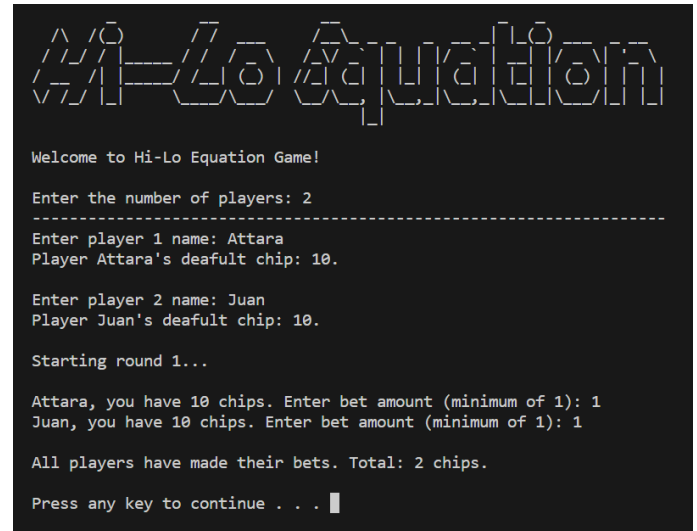 Hi-Lo Equation
Welcome to Hi-Lo Equation Game!
Enter the number of players: 2
--------------------------------------------------------------------
Enter player 1 name: Attara
Player Attara's deafult chip: 10.
Enter player 2 name: Juan
Player Juan's deafult chip: 10.
Starting round 1...
Attara, you have 10 chips. Enter bet amount (minimum of 1): 1
Juan, you have 10 chips. Enter bet amount (minimum of 1): 1
All players have made their bets. Total: 2 chips.
Press any key to continue . . .